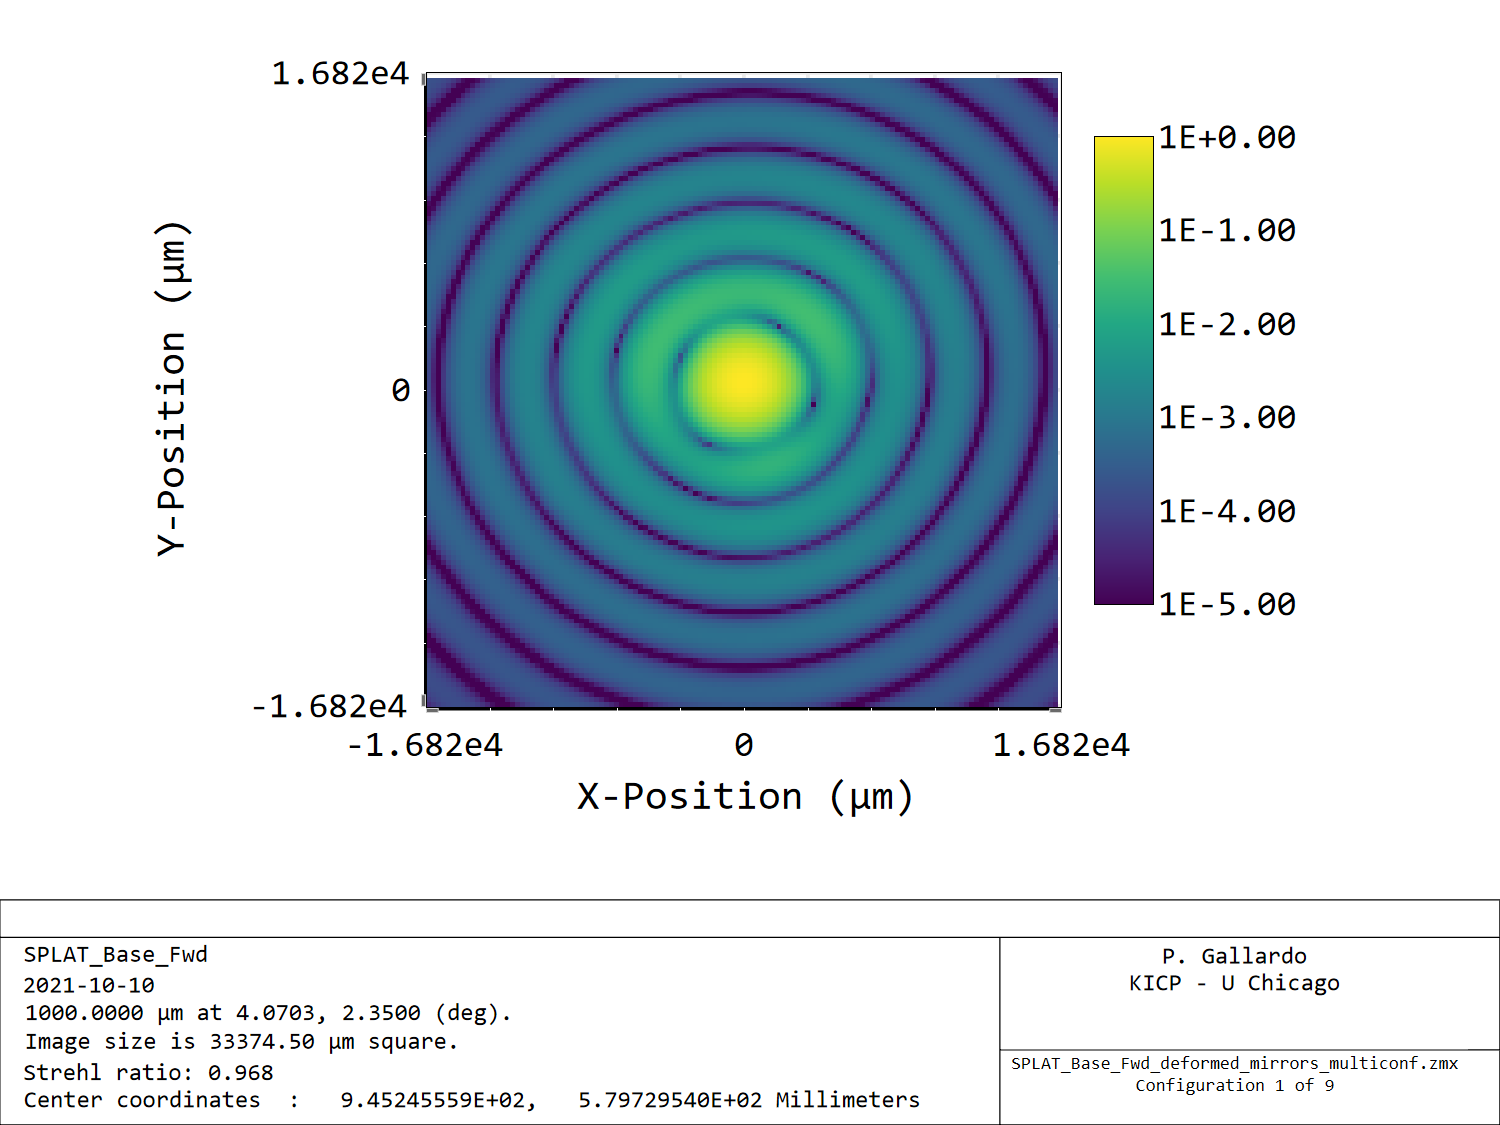 1.682e4
0
-1.682e4
Y-Position (µm)
-1.682e4
0
1.682e4
X-Position (µm)
1E+0.00
1E-1.00
1E-2.00
1E-3.00
1E-4.00
1E-5.00
SPLAT_Base_Fwd
2021-10-10
1000.0000 µm at 4.0703, 2.3500 (deg).
Image size is 33374.50 µm square.
Strehl ratio: 0.968
Center coordinates  :   9.45245559E+02,   5.79729540E+02 Millimeters
P. Gallardo
KICP - U Chicago
SPLAT_Base_Fwd_deformed_mirrors_multiconf.zmx
Configuration 1 of 9